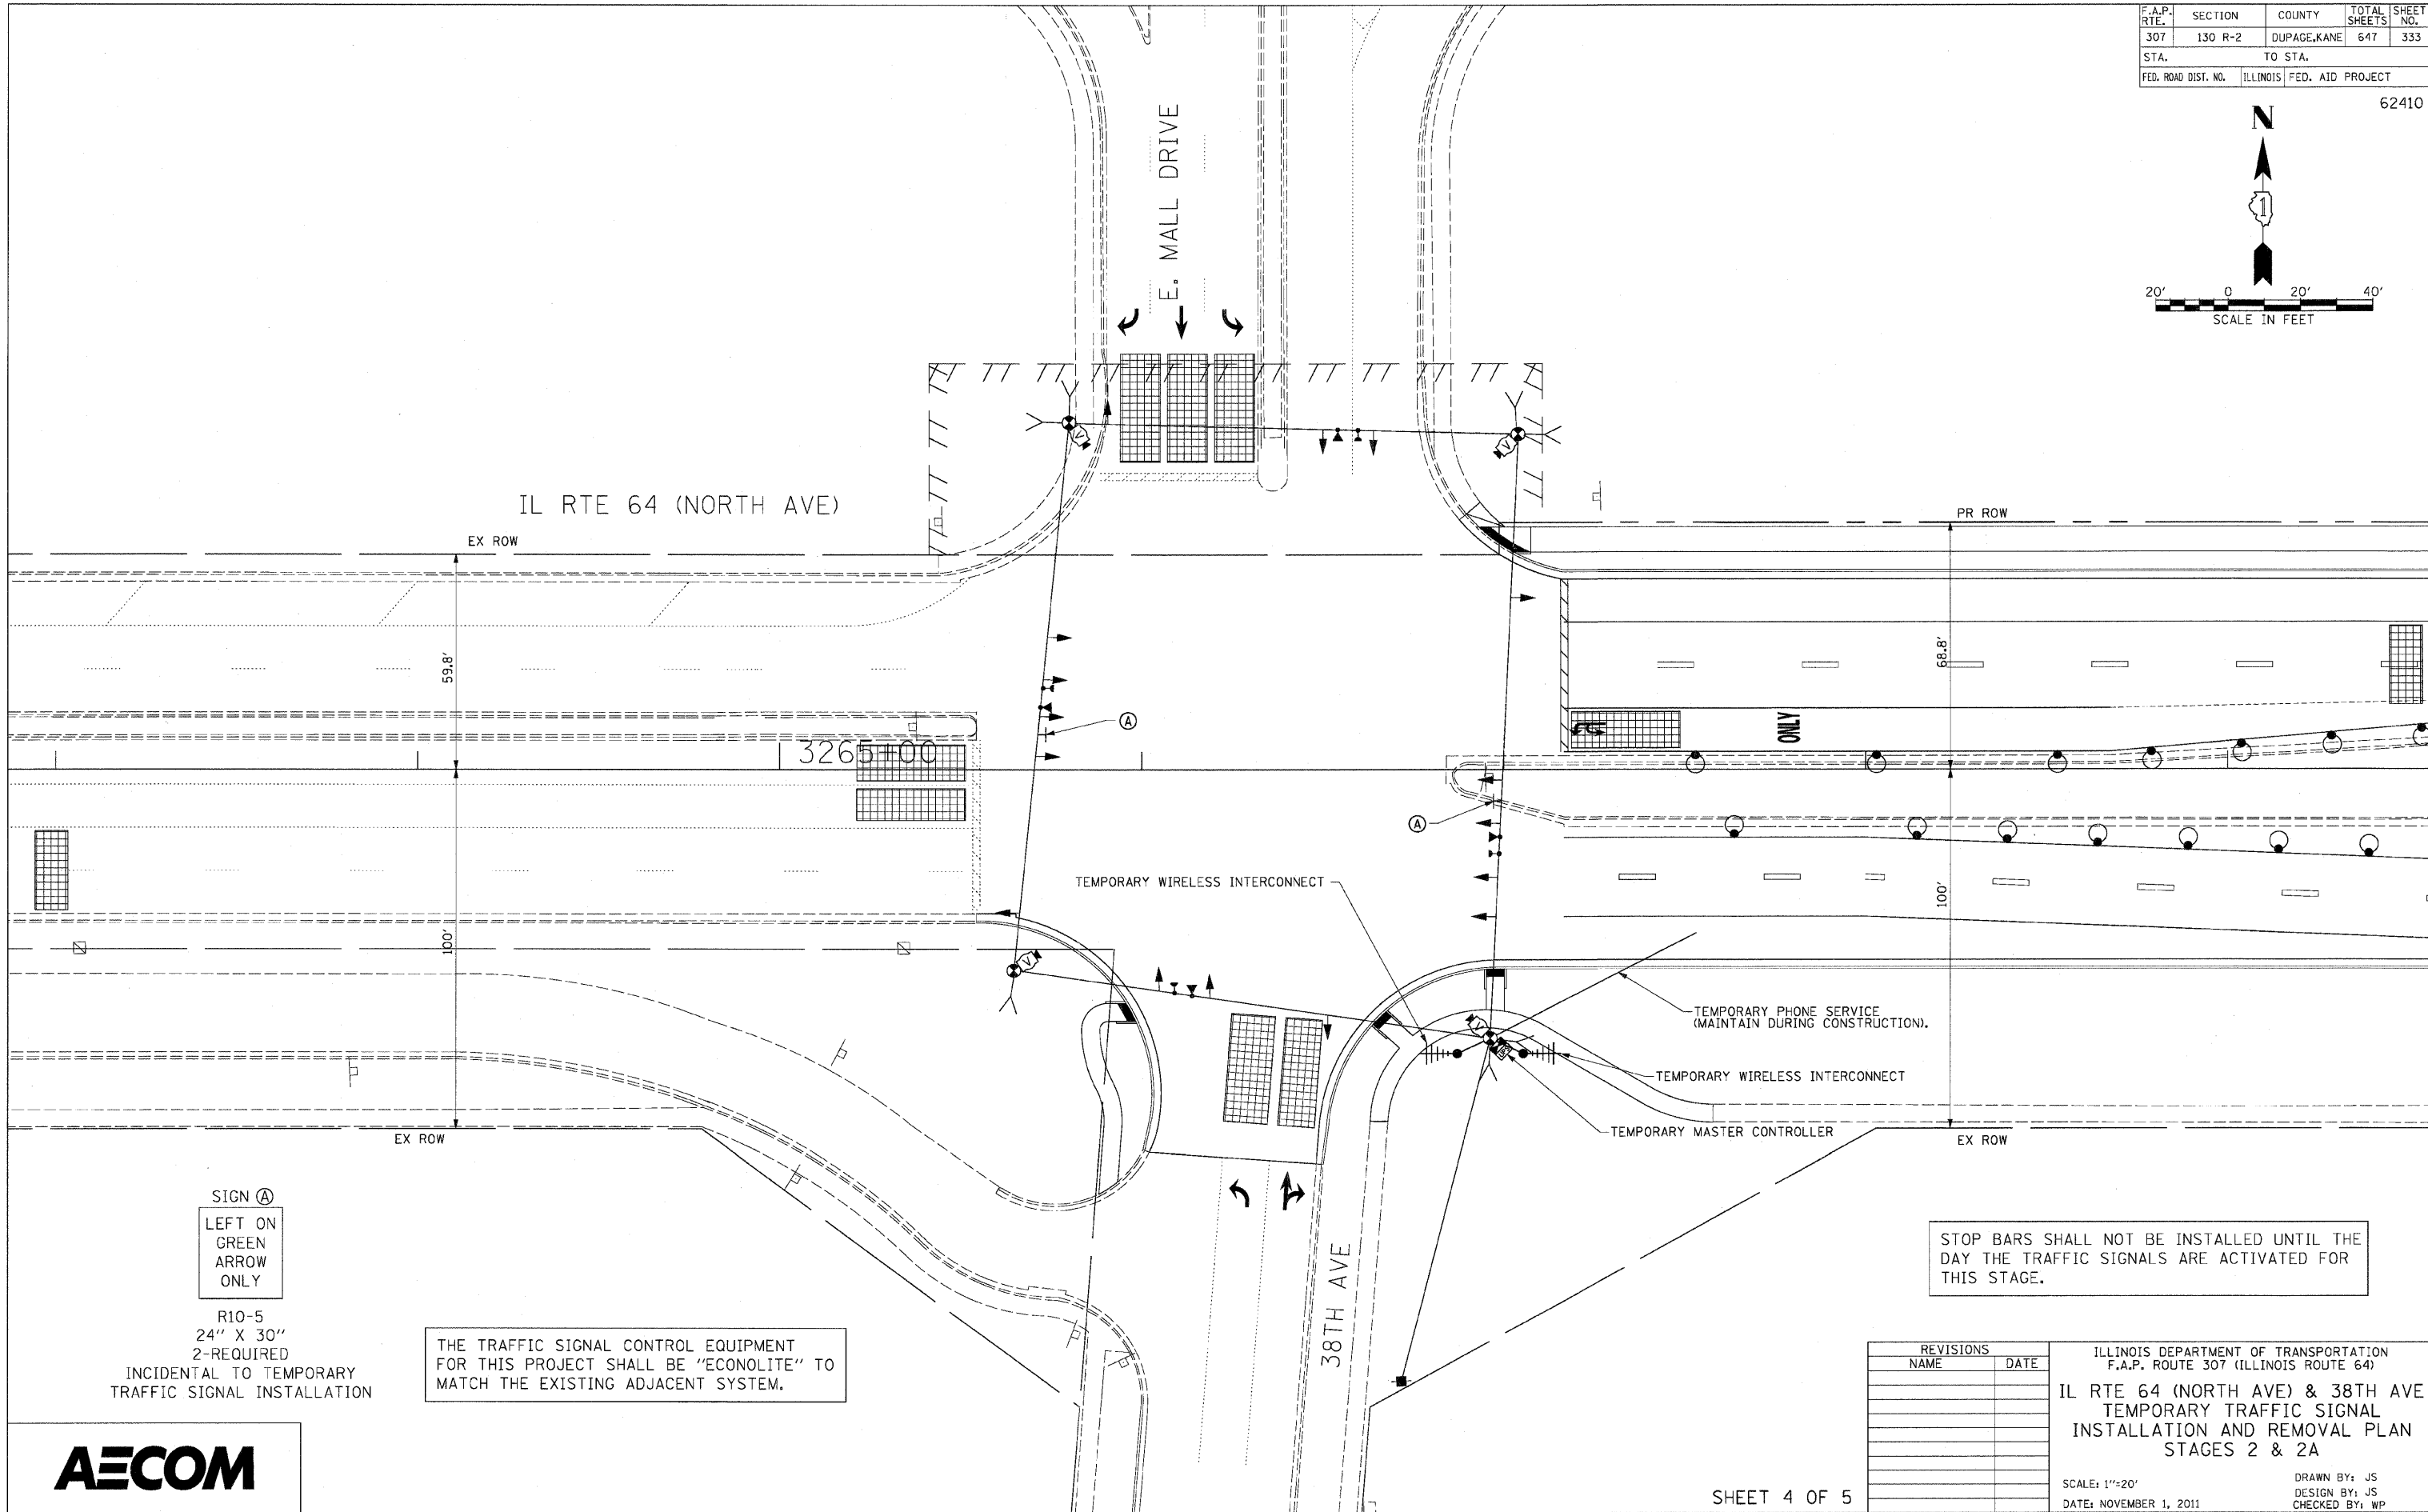 F.A.P. RTE. SECTION COUNTY TOTAL SHEETS SHEET NO.
307 130 R-2 DUPAGE,KANE 647 333
STA. TO STA.
FED. ROAD DIST. NO. ILLINOIS FED. AID PROJECT
62410
N
1
20' 0 20' 40'
SCALE IN FEET
E. MALL DRIVE
IL RTE 64 (NORTH AVE)
EX ROW
PR ROW
59.8'
68.8'
A
ONLY
3265+00
A
TEMPORARY WIRELESS INTERCONNECT
100'
100'
V
V
V
V
TEMPORARY PHONE SERVICE
(MAINTAIN DURING CONSTRUCTION).
TEMPORARY WIRELESS INTERCONNECT
TEMPORARY MASTER CONTROLLER
EX ROW
EX ROW
38TH AVE
SIGN A
LEFT ON
GREEN
ARROW
ONLY
R10-5
24" X 30"
2-REQUIRED
INCIDENTAL TO TEMPORARY
TRAFFIC SIGNAL INSTALLATION
THE TRAFFIC SIGNAL CONTROL EQUIPMENT
FOR THIS PROJECT SHALL BE "ECONOLITE" TO
MATCH THE EXISTING ADJACENT SYSTEM.
STOP BARS SHALL NOT BE INSTALLED UNTIL THE
DAY THE TRAFFIC SIGNALS ARE ACTIVATED FOR
THIS STAGE.
AECOM
SHEET 4 OF 5
REVISIONS
NAME DATE
ILLINOIS DEPARTMENT OF TRANSPORTATION
F.A.P. ROUTE 307 (ILLINOIS ROUTE 64)
IL RTE 64 (NORTH AVE) & 38TH AVE
TEMPORARY TRAFFIC SIGNAL
INSTALLATION AND REMOVAL PLAN
STAGES 2 & 2A
SCALE: 1"=20'
DATE: NOVEMBER 1, 2011
DRAWN BY: JS
DESIGN BY: JS
CHECKED BY: WP